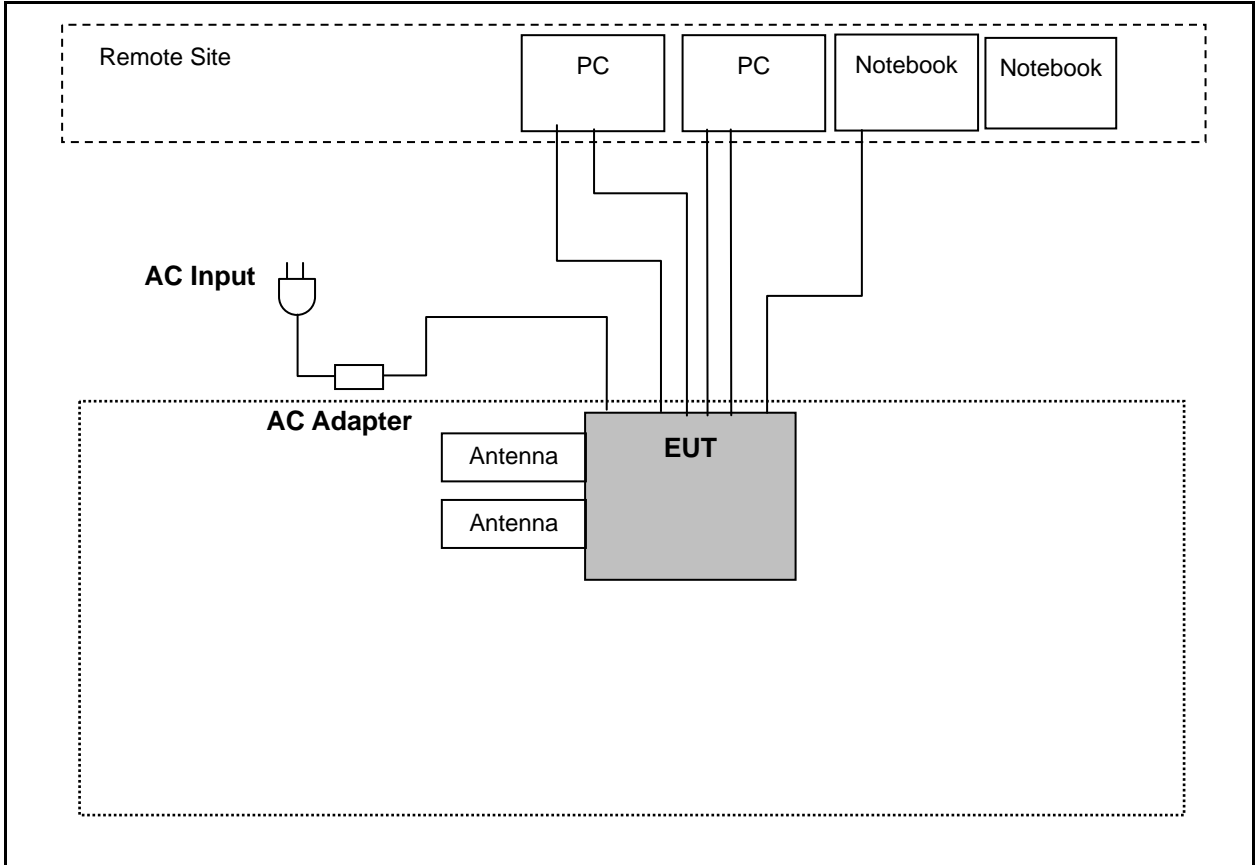 Remote Site
PC
PC
Notebook
Notebook
AC Input
AC Adapter
EUT
Antenna
Antenna